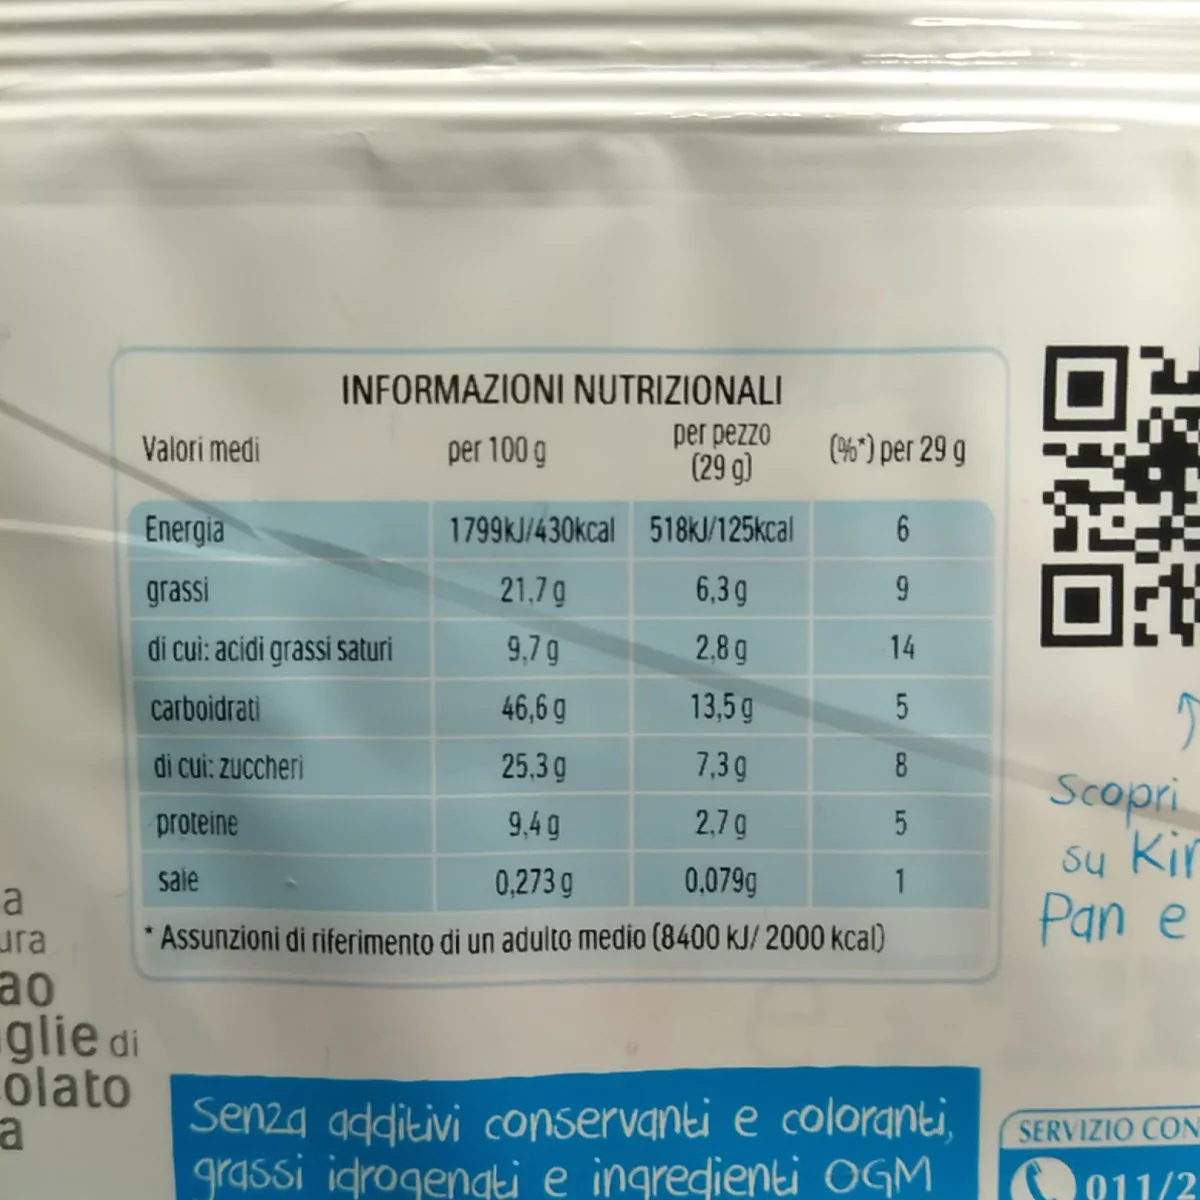 INFORMAZIONI NUTRIZIONALI
Valori medi per 100 g per pezzo (29 g) (%*) per 29 g
Energia 1799kJ/430kcal 518kJ/125kcal 6
grassi 21,7 g 6,3 g 9
di cui: acidi grassi saturi 9,7 g 2,8 g 14
carboidrati 46,6 g 13,5 g 5
di cui: zuccheri 25,3 g 7,3 g 8
proteine 9,4 g 2,7 g 5
sale 0,273 g 0,079g 1
* Assunzioni di riferimento di un adulto medio (8400 kJ/ 2000 kcal)
Scopri
su
Pan e
di
Senza additivi conservanti e coloranti,
grassi idrogenati e ingredienti OGM
SERVIZIO
011/2